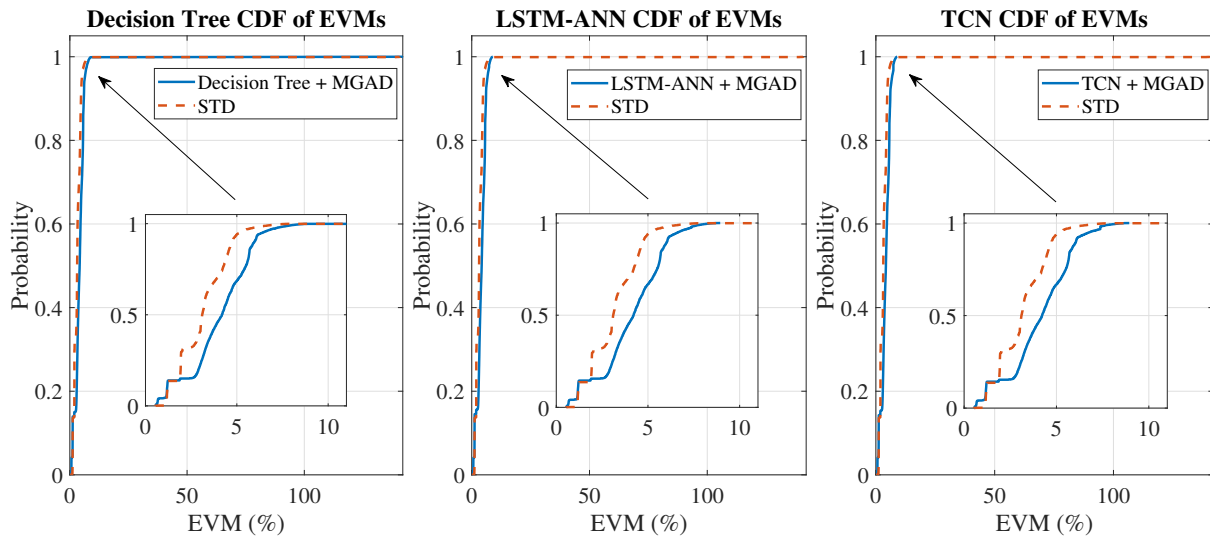 Decision Tree CDF of EVMs
1
0.8
0.6
0.4
0.2
0
Probability
Decision Tree + MGAD
STD
1
0.5
0
0 5 10
0 50 100
EVM (%)
LSTM-ANN CDF of EVMs
1
0.8
0.6
0.4
0.2
0
Probability
LSTM-ANN + MGAD
STD
1
0.5
0
0 5 10
0 50 100
EVM (%)
TCN CDF of EVMs
1
0.8
0.6
0.4
0.2
0
Probability
TCN + MGAD
STD
1
0.5
0
0 5 10
0 50 100
EVM (%)